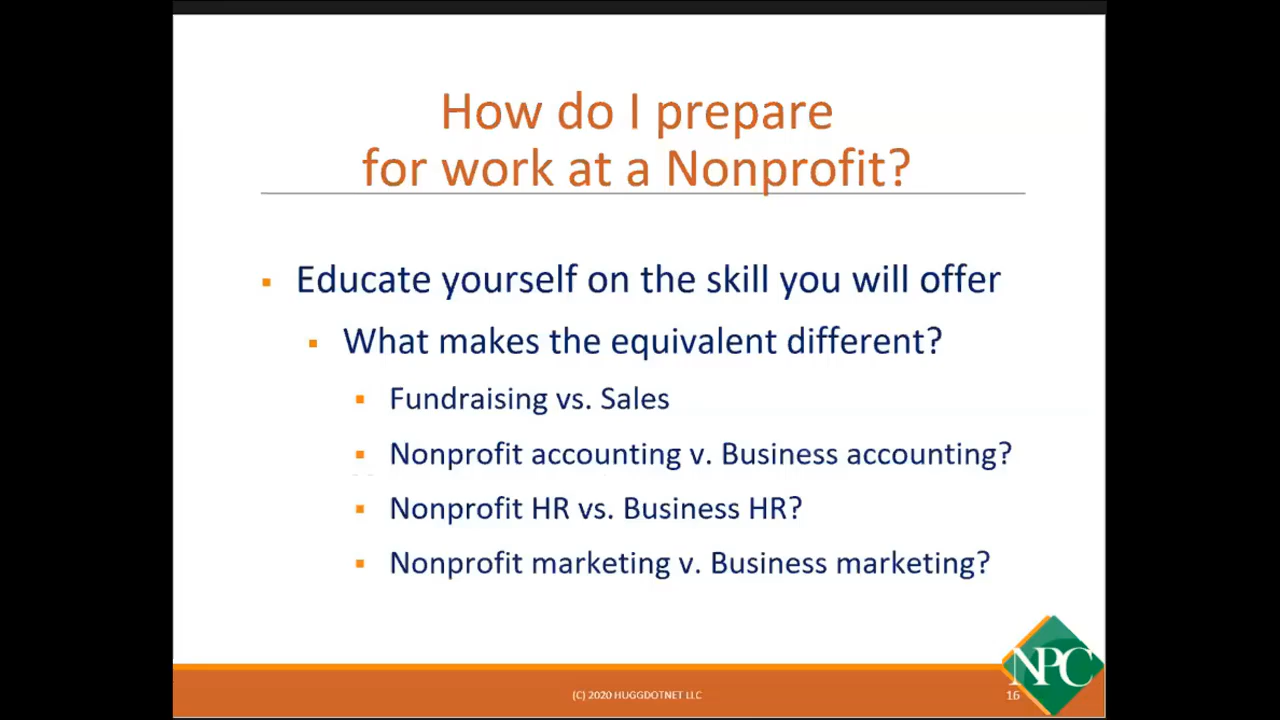 How do I prepare
for work at a Nonprofit?
Educate yourself on the skill you will offer
What makes the equivalent different?
Fundraising vs. Sales
Nonprofit accounting v. Business accounting?
Nonprofit HR vs. Business HR?
Nonprofit marketing v. Business marketing?
NPC
(C) 2020 HUGGDOTNET LLC
16